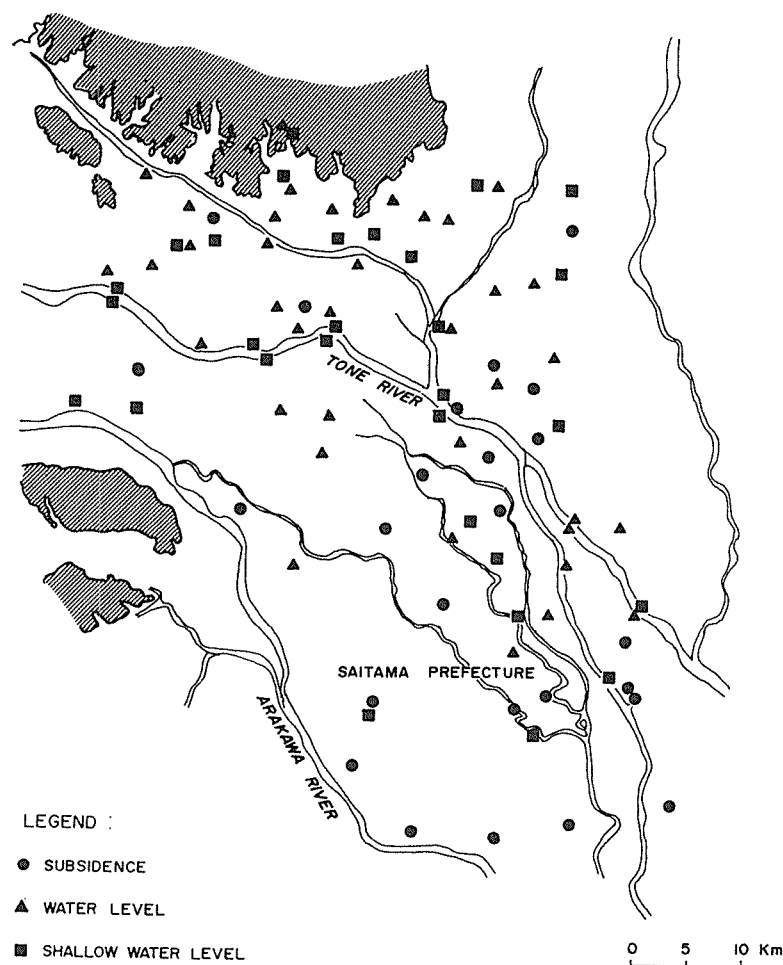 TONE RIVER
SAITAMA PREFECTURE
ARAKAWA RIVER
LEGEND :
SUBSIDENCE
WATER LEVEL
SHALLOW WATER LEVEL
0 5 10 Km